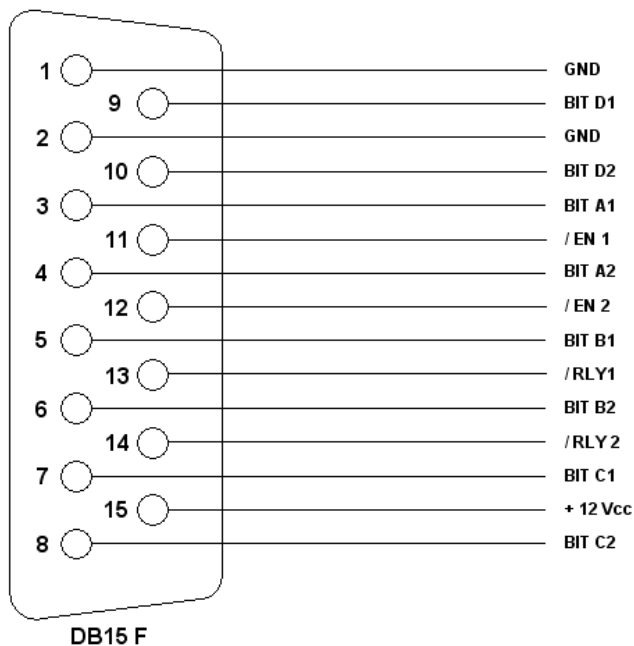 1 GND
9 BIT D1
2 GND
10 BIT D2
3 BIT A1
11 / EN 1
4 BIT A2
12 / EN 2
5 BIT B1
13 / RLY1
6 BIT B2
14 / RLY 2
7 BIT C1
15 + 12 Vcc
8 BIT C2
DB15 F